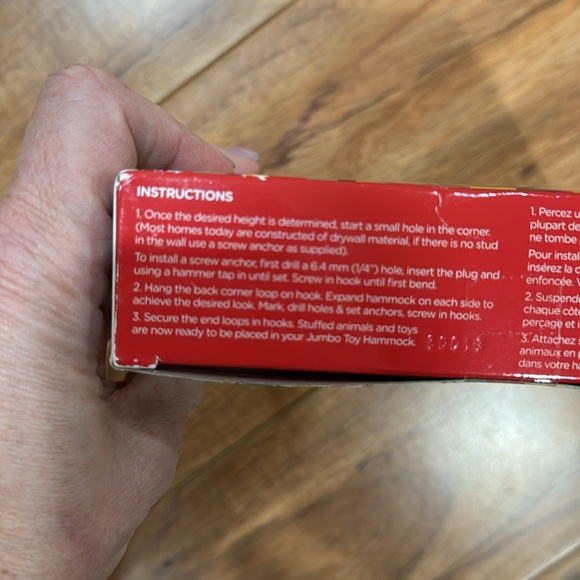 INSTRUCTIONS
1. Once the desired height is determined, start a small hole in the corner.
(Most homes today are constructed of drywall material, if there is no stud
in the wall use a screw anchor as supplied).
To install a screw anchor, first drill a 6.4 mm (1/4") hole, insert the plug and
using a hammer tap in until set. Screw in hook until first bend.
2. Hang the back corner loop on hook. Expand hammock on each side to
achieve the desired look. Mark, drill holes & set anchors, screw in hooks.
3. Secure the end loops in hooks. Stuffed animals and toys
are now ready to be placed in your Jumbo Toy Hammock.
1. Percez u
plupart de
ne tombe
Pour instal
insérez la c
enfoncée. V
2. Suspend
chaque côt
perçage et
3. Attachez
animaux en
dans votre ha